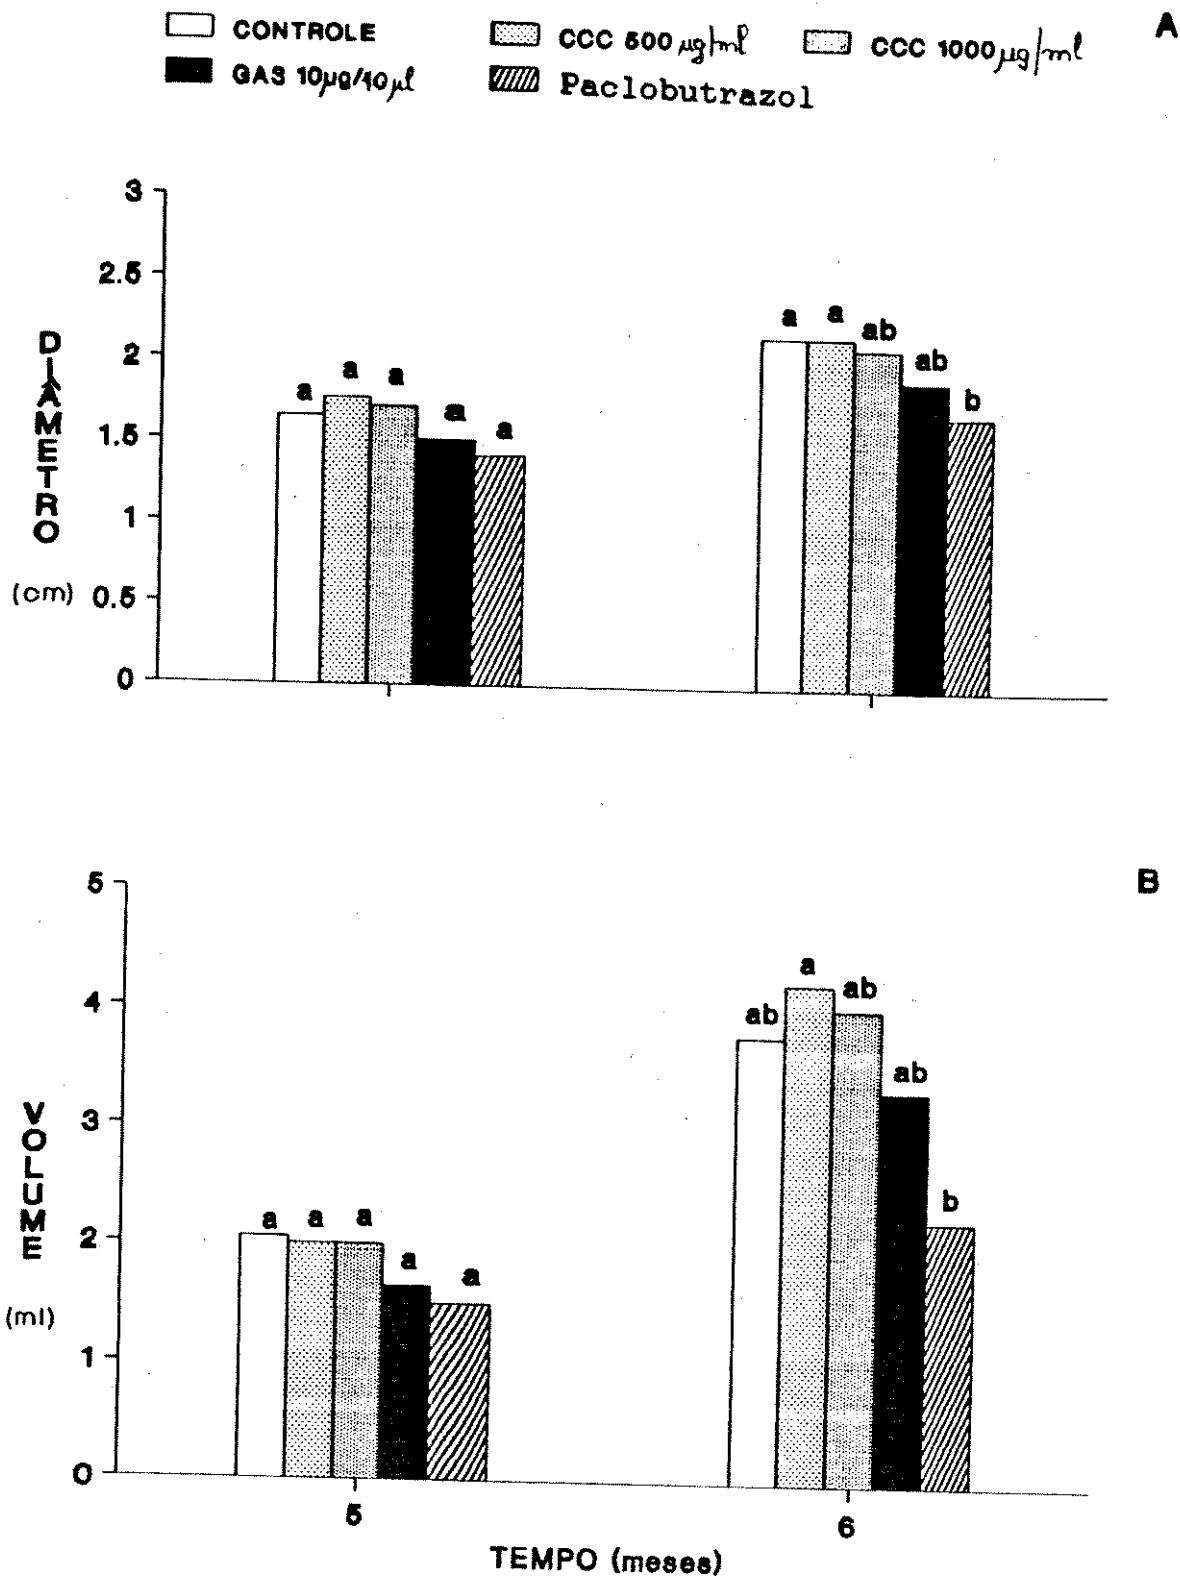 A
CONTROLE
CCC 500 µg/ml
CCC 1000 µg/ml
GAS 10µg/10µl
Paclobutrazol
3
2.5
2
1.5
1
0.5
0
DIÂMETRO
(cm)
a a a a a
a a ab ab b
B
5
4
3
2
1
0
VOLUME
(ml)
a a a a a
ab a ab ab b
5 6
TEMPO (meses)